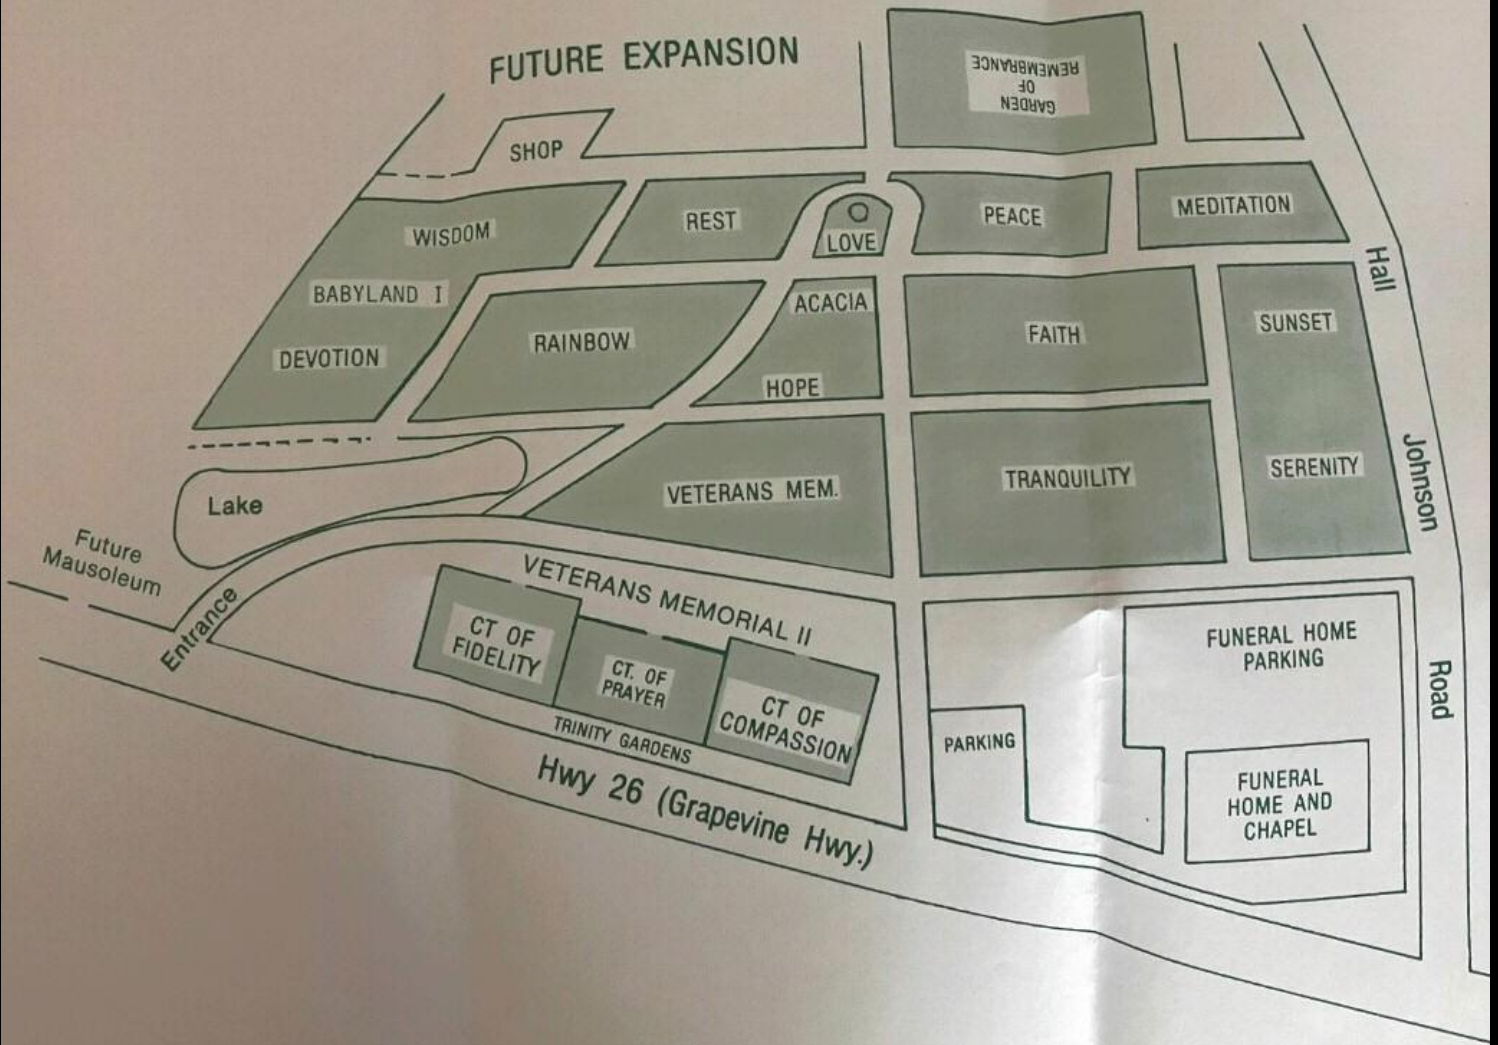 FUTURE EXPANSION
GARDEN
OF
REMEMBRANCE
SHOP
WISDOM
REST
LOVE
PEACE
MEDITATION
BABYLAND I
DEVOTION
RAINBOW
ACACIA
HOPE
FAITH
SUNSET
SERENITY
Hall
Johnson
Road
Lake
VETERANS MEM.
TRANQUILITY
Future
Mausoleum
Entrance
VETERANS MEMORIAL II
CT OF
FIDELITY
CT. OF
PRAYER
CT OF
COMPASSION
TRINITY GARDENS
Hwy 26 (Grapevine Hwy.)
PARKING
FUNERAL HOME
PARKING
FUNERAL
HOME AND
CHAPEL